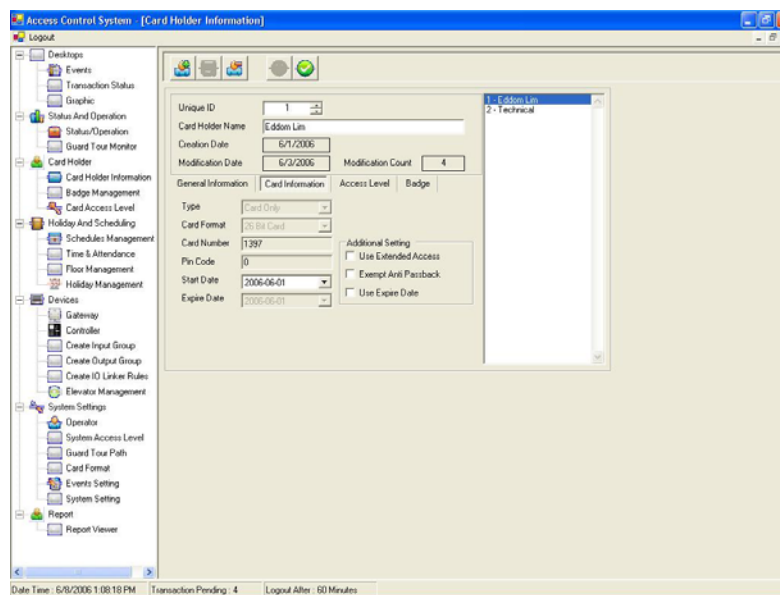 Access Control System - [Card Holder Information]
Logout
Desktops
Events
Transaction Status
Graphic
Status And Operation
Status/Operation
Guard Tour Monitor
Card Holder
Card Holder Information
Badge Management
Card Access Level
Holiday And Scheduling
Schedules Management
Time & Attendance
Floor Management
Holiday Management
Devices
Gateway
Controller
Create Input Group
Create Output Group
Create IO Linker Rules
Elevator Management
System Settings
Operator
System Access Level
Guard Tour Path
Card Format
Events Setting
System Setting
Report
Report Viewer
Unique ID 1
Card Holder Name Eddom Lim
Creation Date 6/1/2006
Modification Date 6/3/2006 Modification Count 4
General Information Card Information Access Level Badge
Type Card Only
Card Format 26 Bit Card
Card Number 1397
Pin Code 0
Start Date 2006-06-01
Expire Date 2006-06-01
Additional Setting
Use Extended Access
Exempt Anti Passback
Use Expire Date
1 - Eddom Lim
2 - Technical
Date Time : 6/8/2006 1:08:18 PM Transaction Pending : 4 Logout After : 60 Minutes